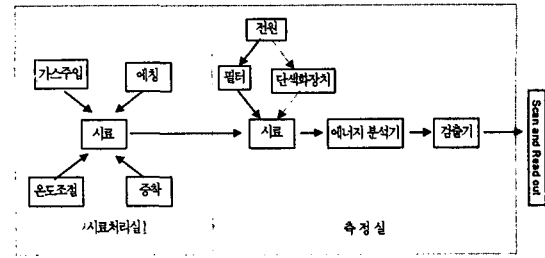 전원
가스주입
에칭
필터
단색화장치
시료
시료
에너지 분석기
검출기
Scan and Read out
온도조절
증착
시료처리실
측정실